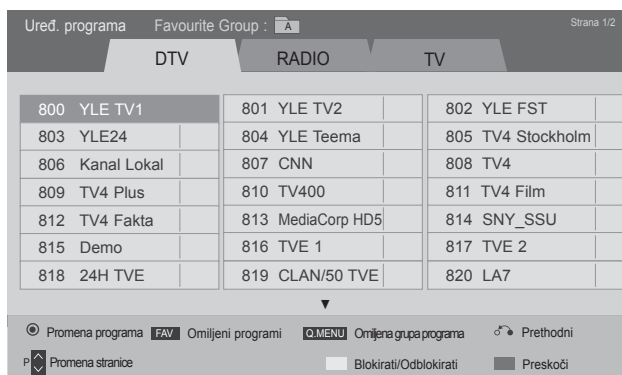 Uređ. programa Favourite Group : A Strana 1/2
DTV RADIO TV
800 YLE TV1 801 YLE TV2 802 YLE FST
803 YLE24 804 YLE Teema 805 TV4 Stockholm
806 Kanal Lokal 807 CNN 808 TV4
809 TV4 Plus 810 TV400 811 TV4 Film
812 TV4 Fakta 813 MediaCorp HD5 814 SNY_SSU
815 Demo 816 TVE 1 817 TVE 2
818 24H TVE 819 CLAN/50 TVE 820 LA7
Promena programa FAV Omiljeni programi Q.MENU Omiljena grupa programa Prethodni
P Promena stranice Blokirati/Odblokirati Preskoči